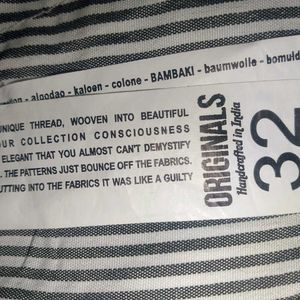 algodao - kaloen - colone - BAMBAKI - baumwolle - bomuld
UNIQUE THREAD, WOOVEN INTO BEAUTIFUL
OUR COLLECTION CONSCIOUSNESS
ELEGANT THAT YOU ALMOST CAN'T DEMYSTIFY
. THE PATTERNS JUST BOUNCE OFF THE FABRICS.
UTTING INTO THE FABRICS IT WAS LIKE A GUILTY
ORIGINALS
Handcrafted in India
32